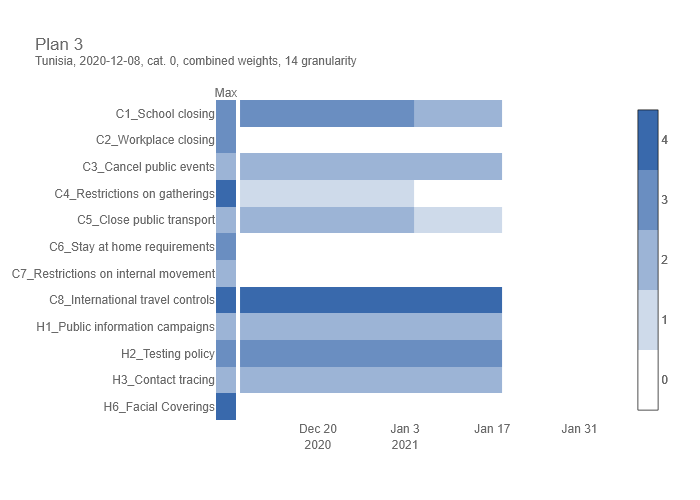 Plan 3
Tunisia, 2020-12-08, cat. 0, combined weights, 14 granularity
Max
C1_School closing
C2_Workplace closing
C3_Cancel public events
C4_Restrictions on gatherings
C5_Close public transport
C6_Stay at home requirements
C7_Restrictions on internal movement
C8_International travel controls
H1_Public information campaigns
H2_Testing policy
H3_Contact tracing
H6_Facial Coverings
Dec 20 Jan 3 Jan 17 Jan 31
2020 2021
4
3
2
1
0